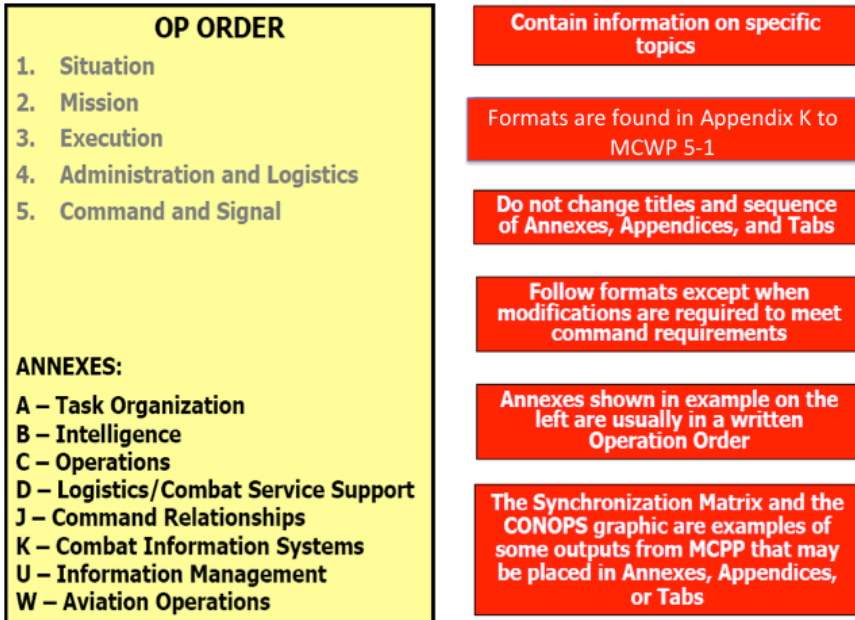 OP ORDER
1. Situation
2. Mission
3. Execution
4. Administration and Logistics
5. Command and Signal
ANNEXES:
A – Task Organization
B – Intelligence
C – Operations
D – Logistics/Combat Service Support
J – Command Relationships
K – Combat Information Systems
U – Information Management
W – Aviation Operations
Contain information on specific
topics
Formats are found in Appendix K to
MCWP 5-1
Do not change titles and sequence
of Annexes, Appendices, and Tabs
Follow formats except when
modifications are required to meet
command requirements
Annexes shown in example on the
left are usually in a written
Operation Order
The Synchronization Matrix and the
CONOPS graphic are examples of
some outputs from MCPP that may
be placed in Annexes, Appendices,
or Tabs